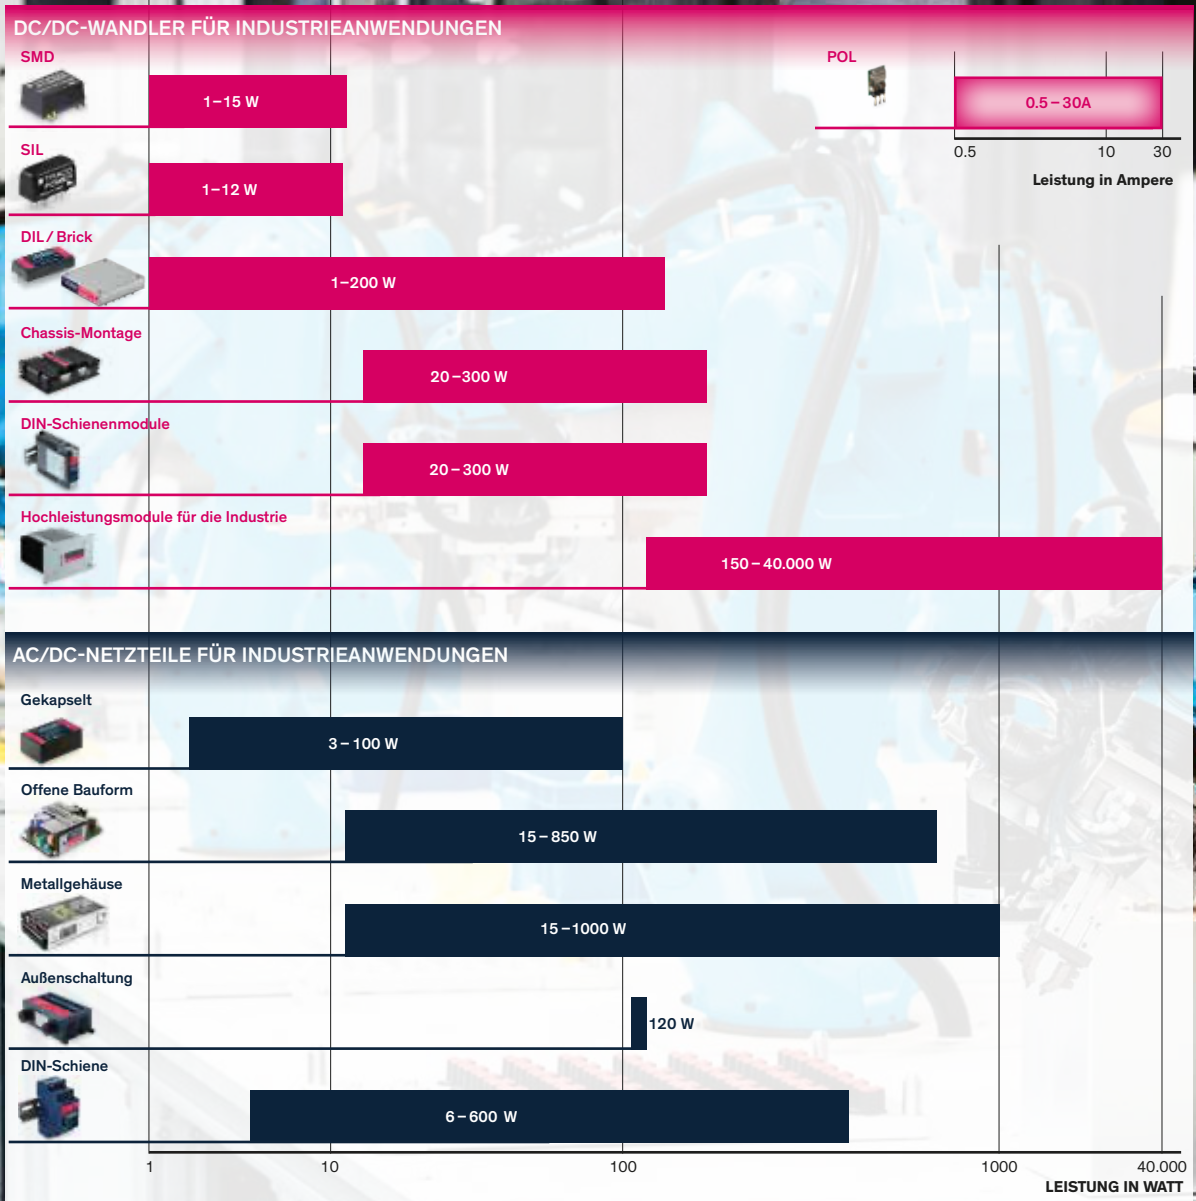 DC/DC-WANDLER FÜR INDUSTRIEANWENDUNGEN
SMD
1–15 W
POL
0.5 – 30A
0.5 10 30
Leistung in Ampere
SIL
1–12 W
DIL / Brick
1–200 W
Chassis-Montage
20 – 300 W
DIN-Schienenmodule
20 – 300 W
Hochleistungsmodule für die Industrie
150 – 40.000 W
AC/DC-NETZTEILE FÜR INDUSTRIEANWENDUNGEN
Gekapselt
3 – 100 W
Offene Bauform
15 – 850 W
Metallgehäuse
15 – 1000 W
Außenschaltung
120 W
DIN-Schiene
6 – 600 W
1 10 100 1000 40.000
LEISTUNG IN WATT